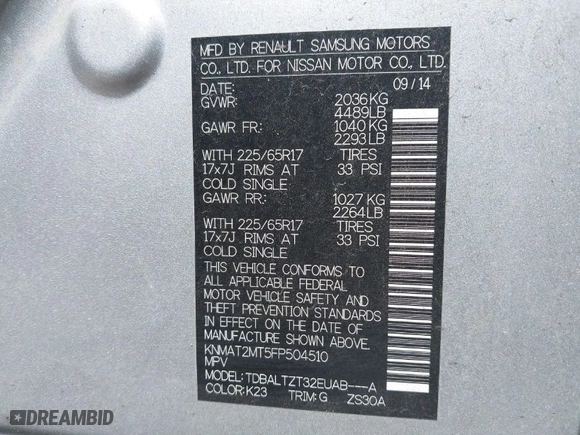 MFD BY RENAULT SAMSUNG MOTORS
CO., LTD. FOR NISSAN MOTOR CO., LTD.
DATE: 09/14
GVWR: 2036KG
4489LB
GAWR FR: 1040 KG
2293LB
WITH 225/65R17 TIRES
17x7J RIMS AT 33 PSI
COLD SINGLE
GAWR RR: 1027 KG
2264LB
WITH 225/65R17 TIRES
17x7J RIMS AT 33 PSI
COLD SINGLE
THIS VEHICLE CONFORMS TO
ALL APPLICABLE FEDERAL
MOTOR VEHICLE SAFETY AND
THEFT PREVENTION STANDARDS
IN EFFECT ON THE DATE OF
MANUFACTURE SHOWN ABOVE.
KNMAT2MT5FP504510
MPV
MODEL: TDBALTZT32EUAB---A
COLOR:K23 TRIM:G ZS30A
DREAMBID